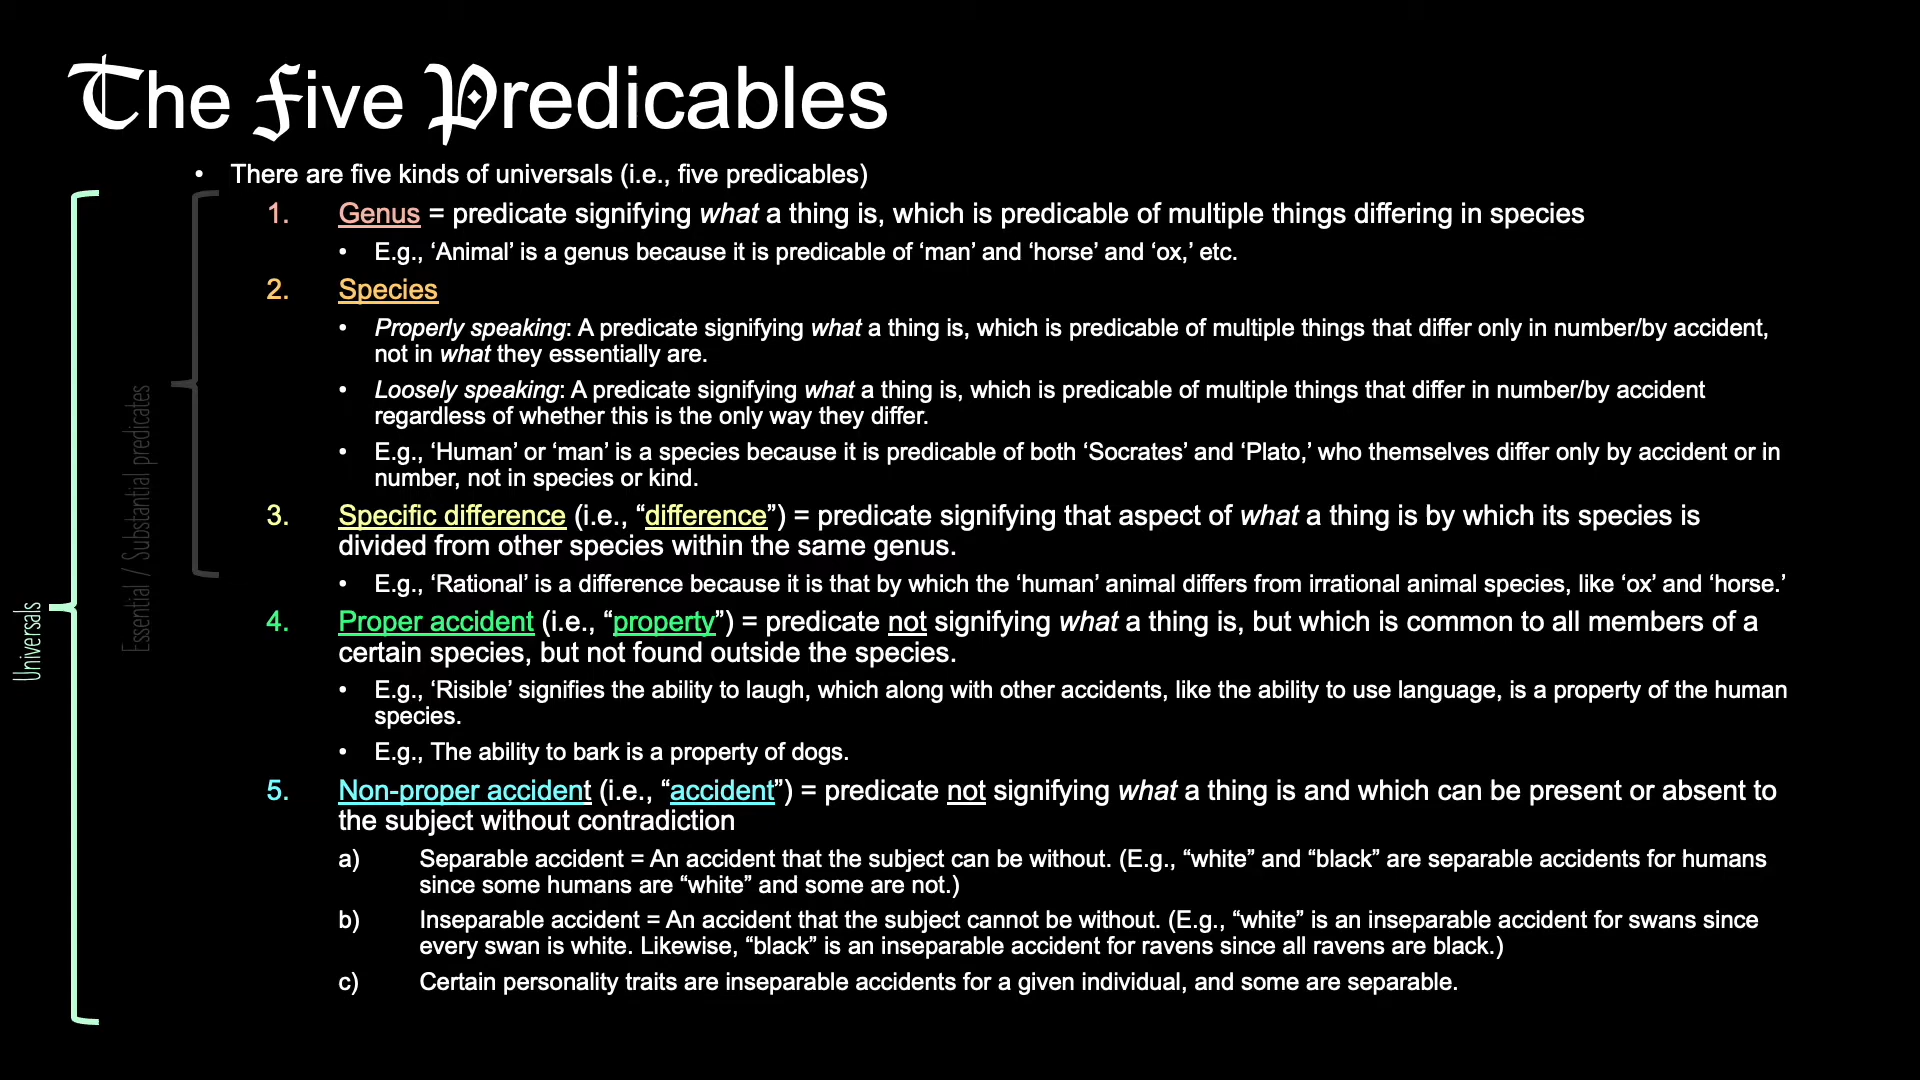 The Five Predicables
• There are five kinds of universals (i.e., five predicables)
1. Genus = predicate signifying what a thing is, which is predicable of multiple things differing in species
• E.g., ‘Animal’ is a genus because it is predicable of ‘man’ and ‘horse’ and ‘ox,’ etc.
2. Species
• Properly speaking: A predicate signifying what a thing is, which is predicable of multiple things that differ only in number/by accident,
not in what they essentially are.
• Loosely speaking: A predicate signifying what a thing is, which is predicable of multiple things that differ in number/by accident
regardless of whether this is the only way they differ.
• E.g., ‘Human’ or ‘man’ is a species because it is predicable of both ‘Socrates’ and ‘Plato,’ who themselves differ only by accident or in
number, not in species or kind.
3. Specific difference (i.e., “difference”) = predicate signifying that aspect of what a thing is by which its species is
divided from other species within the same genus.
• E.g., ‘Rational’ is a difference because it is that by which the ‘human’ animal differs from irrational animal species, like ‘ox’ and ‘horse.’
4. Proper accident (i.e., “property”) = predicate not signifying what a thing is, but which is common to all members of a
certain species, but not found outside the species.
• E.g., ‘Risible’ signifies the ability to laugh, which along with other accidents, like the ability to use language, is a property of the human
species.
• E.g., The ability to bark is a property of dogs.
5. Non-proper accident (i.e., “accident”) = predicate not signifying what a thing is and which can be present or absent to
the subject without contradiction
a) Separable accident = An accident that the subject can be without. (E.g., “white” and “black” are separable accidents for humans
since some humans are “white” and some are not.)
b) Inseparable accident = An accident that the subject cannot be without. (E.g., “white” is an inseparable accident for swans since
every swan is white. Likewise, “black” is an inseparable accident for ravens since all ravens are black.)
c) Certain personality traits are inseparable accidents for a given individual, and some are separable.
Universals
Essential / Substantial predicates